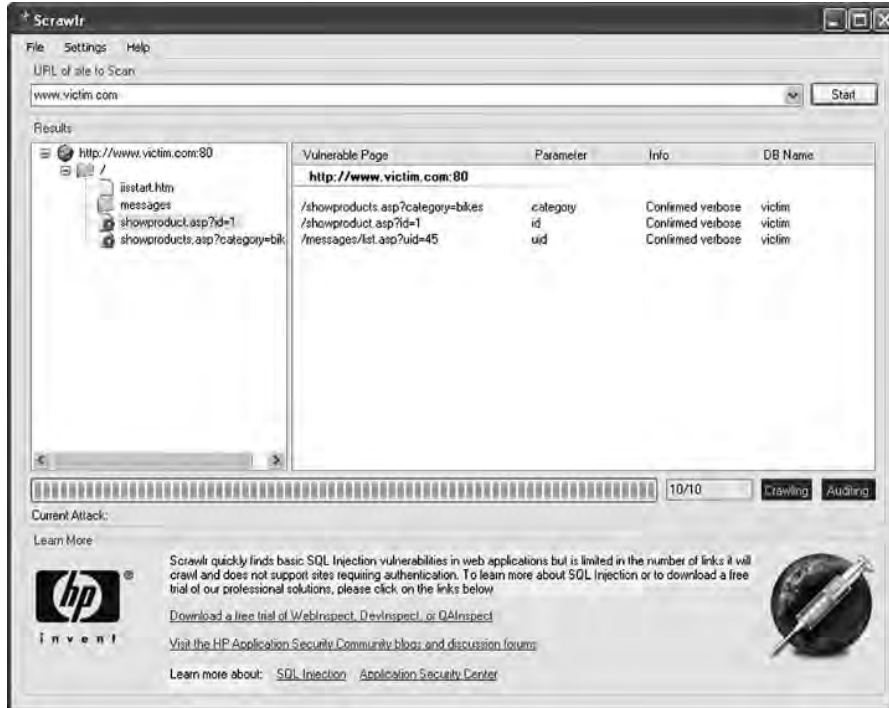 Scrawlr
File Settings Help
URL of site to Scan
www.victim.com
Start
Results
http://www.victim.com:80
/
iisstart.htm
messages
showproduct.asp?id=1
showproducts.asp?category=bik
Vulnerable Page Parameter Info DB Name
http://www.victim.com:80
/showproducts.asp?category=bikes category Confirmed verbose victim
/showproduct.asp?id=1 id Confirmed verbose victim
/messages/list.asp?uid=45 uid Confirmed verbose victim
10/10
Crawling
Auditing
Current Attack:
Learn More
Scrawlr quickly finds basic SQL Injection vulnerabilities in web applications but is limited in the number of links it will
crawl and does not support sites requiring authentication. To learn more about SQL Injection or to download a free
trial of our professional solutions, please click on the links below
Download a free trial of WebInspect, DevInspect, or QAInspect
Visit the HP Application Security Community blogs and discussion forums
Learn more about: SQL Injection Application Security Center
hp ®
invent